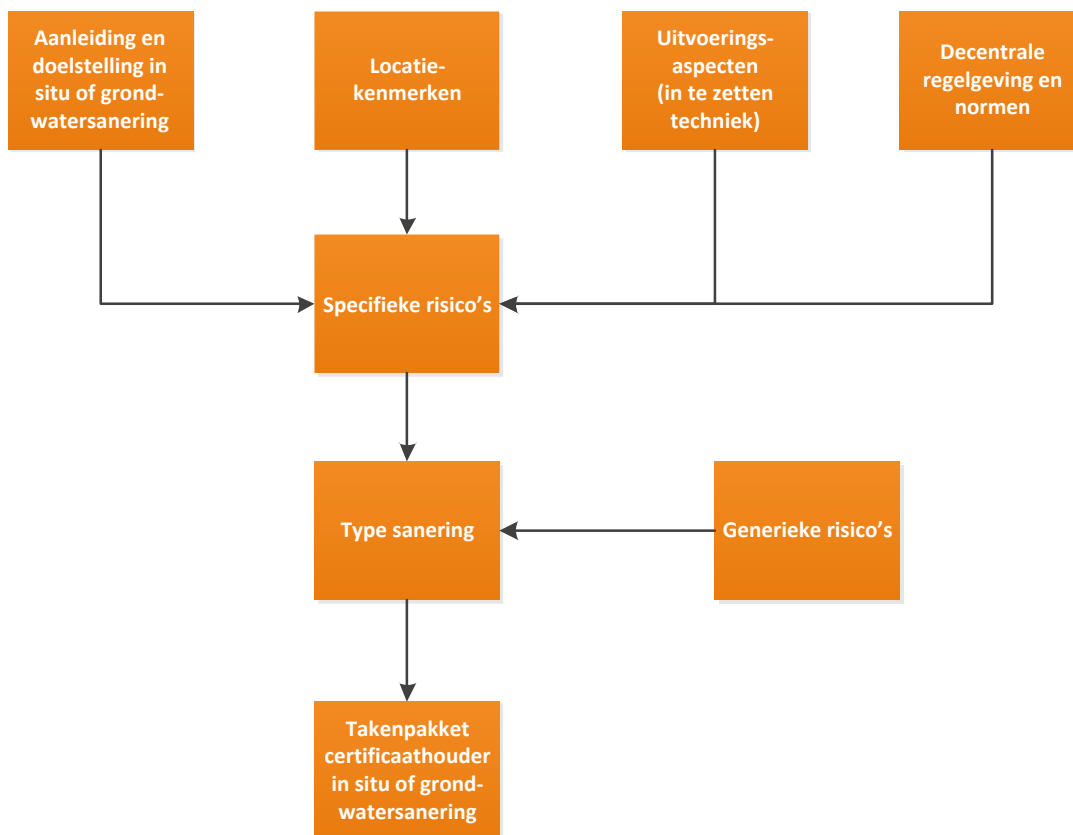 Aanleiding en
doelstelling in
situ of grond-
watersanering
Locatie-
kenmerken
Uitvoerings-
aspecten
(in te zetten
techniek)
Decentrale
regelgeving en
normen
Specifieke risico’s
Type sanering
Generieke risico’s
Takenpakket
certificaathouder
in situ of grond-
watersanering